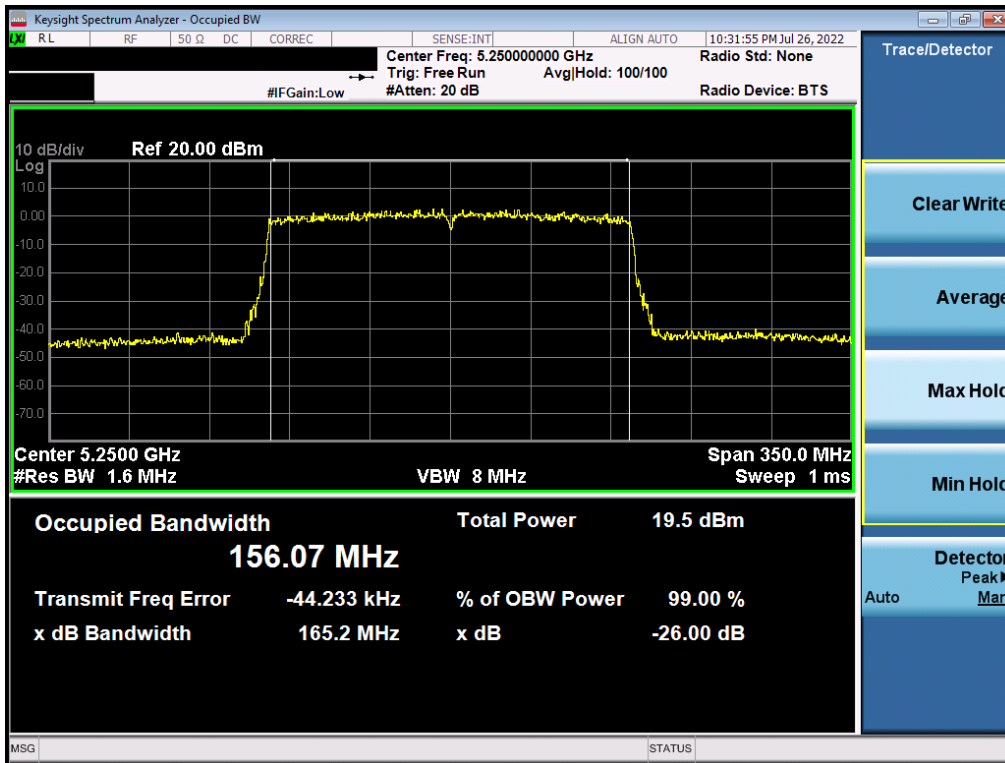 Keysight Spectrum Analyzer - Occupied BW
LXI RL RF 50 Ω DC CORREC SENSE:INT ALIGN AUTO 10:31:55 PM Jul 26, 2022
Center Freq: 5.250000000 GHz Radio Std: None
Trig: Free Run Avg|Hold: 100/100
#IFGain:Low #Atten: 20 dB Radio Device: BTS
Trace/Detector
10 dB/div Ref 20.00 dBm
Log
10.0
0.00
-10.0
-20.0
-30.0
-40.0
-50.0
-60.0
-70.0
Center 5.2500 GHz Span 350.0 MHz
#Res BW 1.6 MHz VBW 8 MHz Sweep 1 ms
Occupied Bandwidth Total Power 19.5 dBm
156.07 MHz
Transmit Freq Error -44.233 kHz % of OBW Power 99.00 %
x dB Bandwidth 165.2 MHz x dB -26.00 dB
Clear Write
Average
Max Hold
Min Hold
Detector
Peak
Auto Man
MSG STATUS